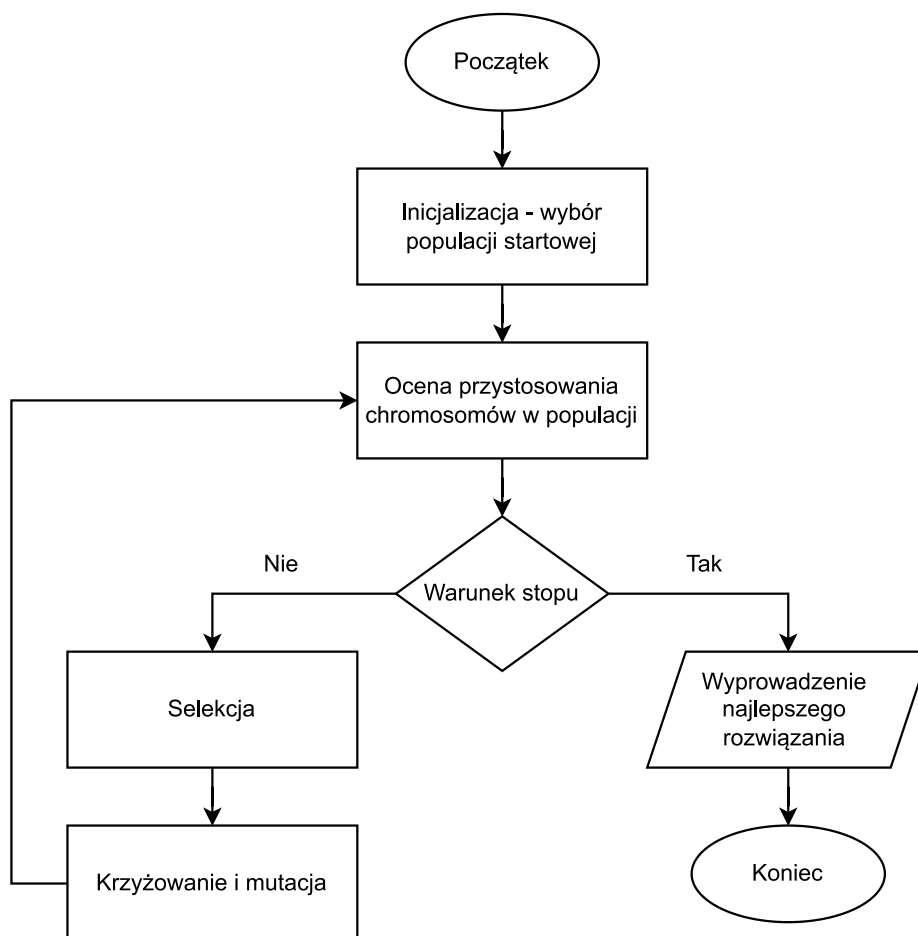 Początek
Inicjalizacja - wybór
populacji startowej
Ocena przystosowania
chromosomów w populacji
Nie
Warunek stopu
Tak
Selekcja
Wyprowadzenie
najlepszego
rozwiązania
Krzyżowanie i mutacja
Koniec